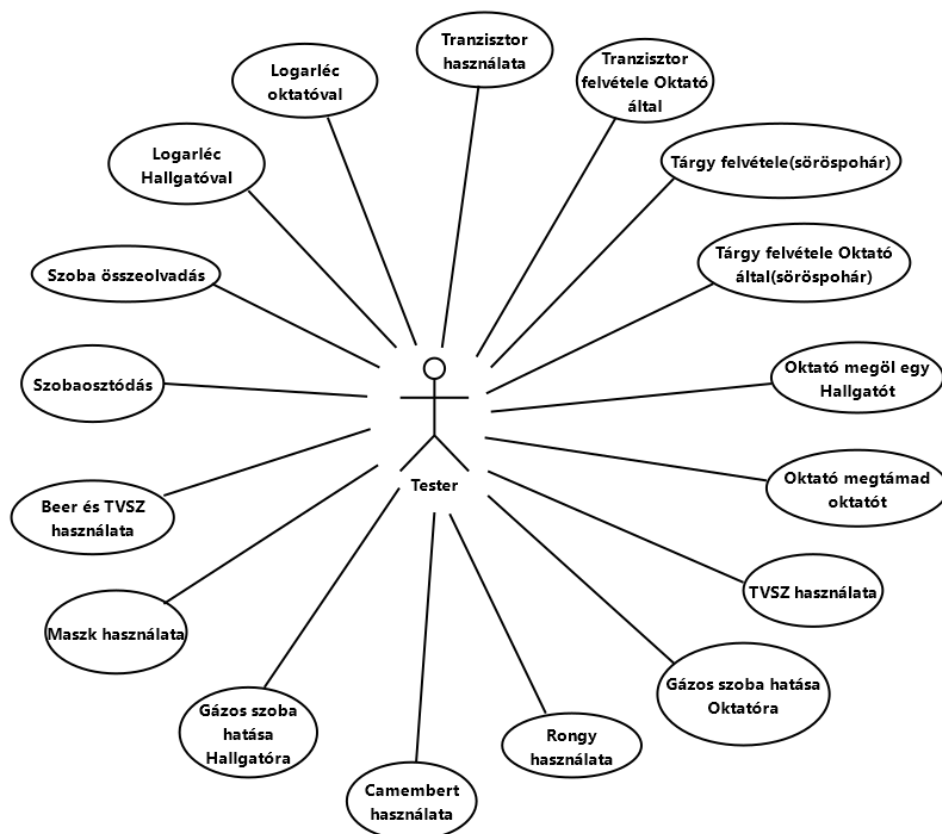 Tranzisztor
használata
Tranzisztor
felvétele Oktató
által
Logarléc
oktatóval
Logarléc
Hallgatóval
Tárgy felvétele(söröspohár)
Szoba összeolvadás
Tárgy felvétele Oktató
által(söröspohár)
Szobaosztódás
Oktató megöl egy
Hallgatót
Tester
Oktató megtámad
oktatót
Beer és TVSZ
használata
TVSZ használata
Maszk használata
Gázos szoba hatása
Oktatóra
Gázos szoba
hatása
Hallgatóra
Rongy
használata
Camembert
használata